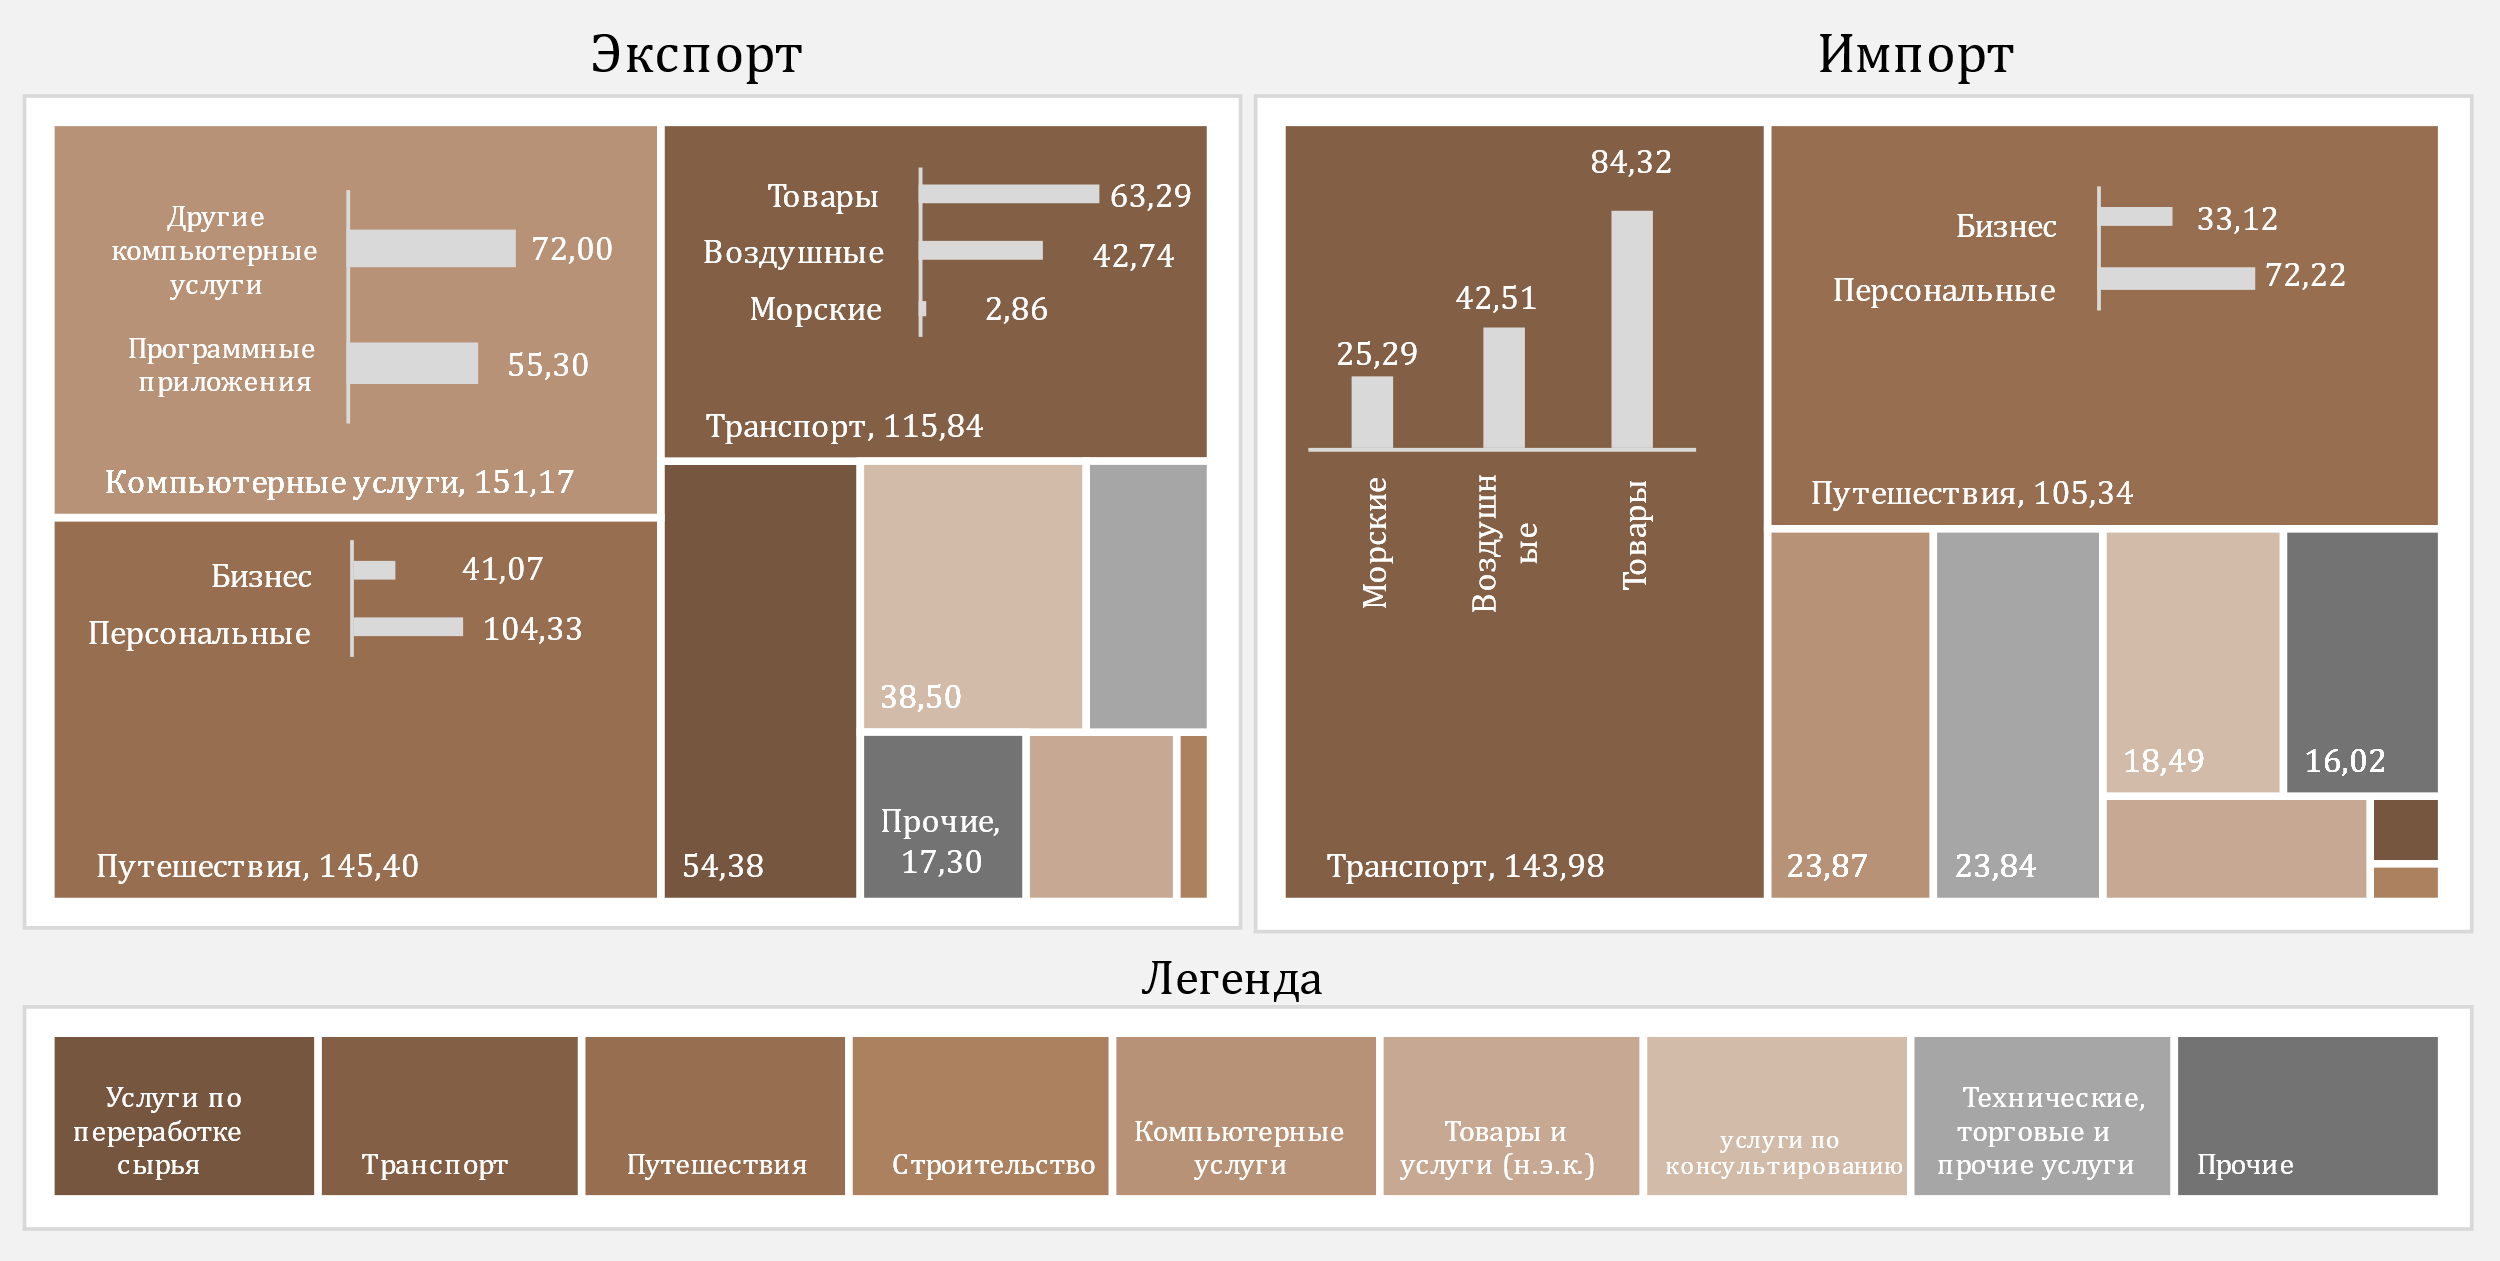 Экспорт
Импорт
Другие
компьютерные
услуги
72,00
Программные
приложения
55,30
Компьютерные услуги, 151,17
Товары
63,29
Воздушные
42,74
Морские
2,86
Транспорт, 115,84
Бизнес
41,07
Персональные
104,33
Путешествия, 145,40
54,38
38,50
Прочие,
17,30
25,29
42,51
84,32
Морские
Воздушн
ые
Товары
Транспорт, 143,98
Бизнес
33,12
Персональные
72,22
Путешествия, 105,34
23,87
23,84
18,49
16,02
Легенда
Услуги по
переработке
сырья
Транспорт
Путешествия
Строительство
Компьютерные
услуги
Товары и
услуги (н.э.к.)
услуги по
консультированию
Технические,
торговые и
прочие услуги
Прочие